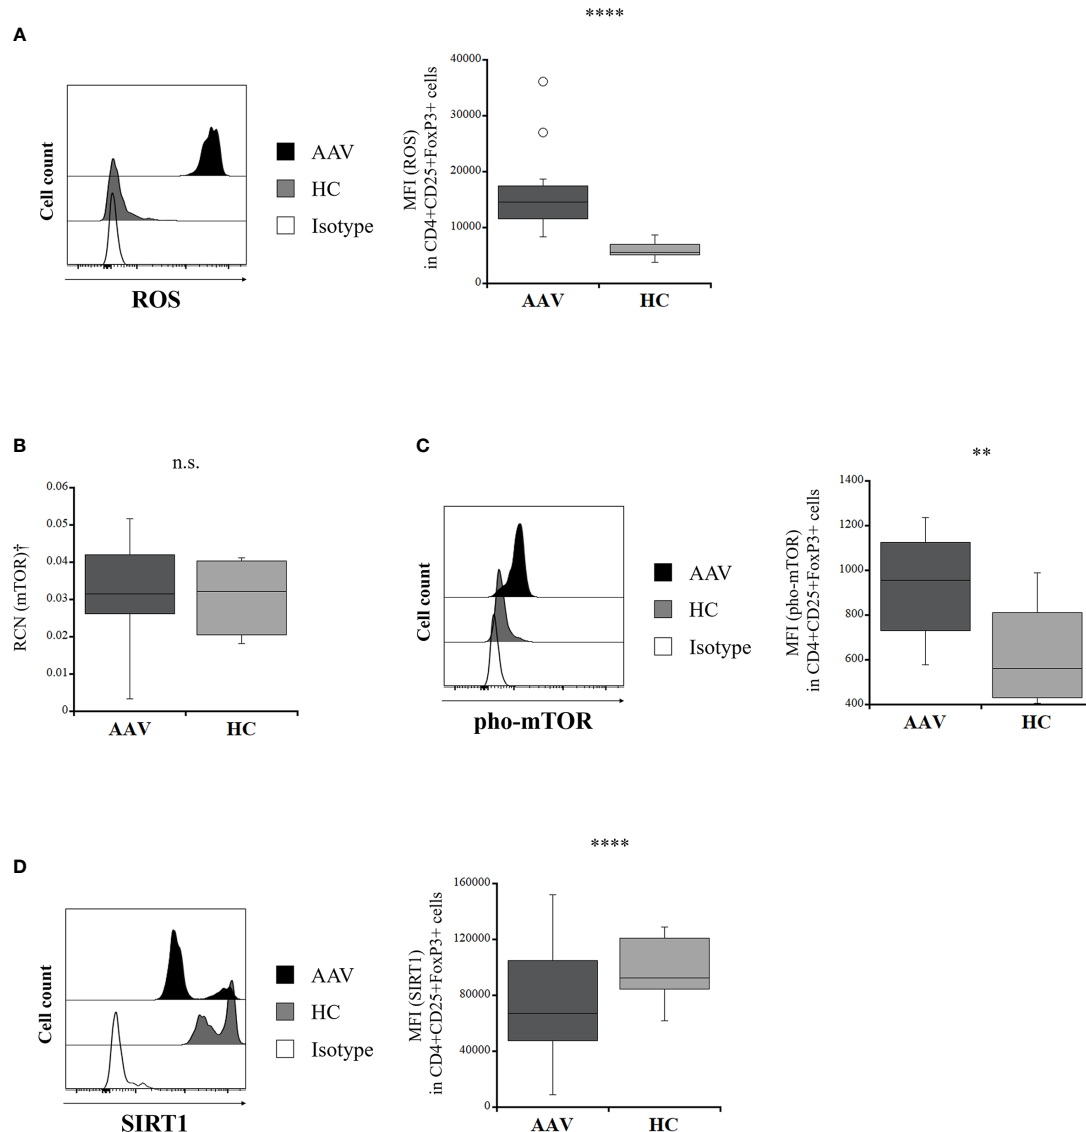 A
****
Cell count
ROS
AAV
HC
Isotype
MFI (ROS)
in CD4+CD25+FoxP3+ cells
40000
30000
20000
10000
0
AAV
HC
B
n.s.
RCN (mTOR)†
0.06
0.05
0.04
0.03
0.02
0.01
0
AAV
HC
C
**
Cell count
pho-mTOR
AAV
HC
Isotype
MFI (pho-mTOR)
in CD4+CD25+FoxP3+ cells
1400
1200
1000
800
600
400
AAV
HC
D
****
Cell count
SIRT1
AAV
HC
Isotype
MFI (SIRT1)
in CD4+CD25+FoxP3+ cells
160000
120000
80000
40000
0
AAV
HC